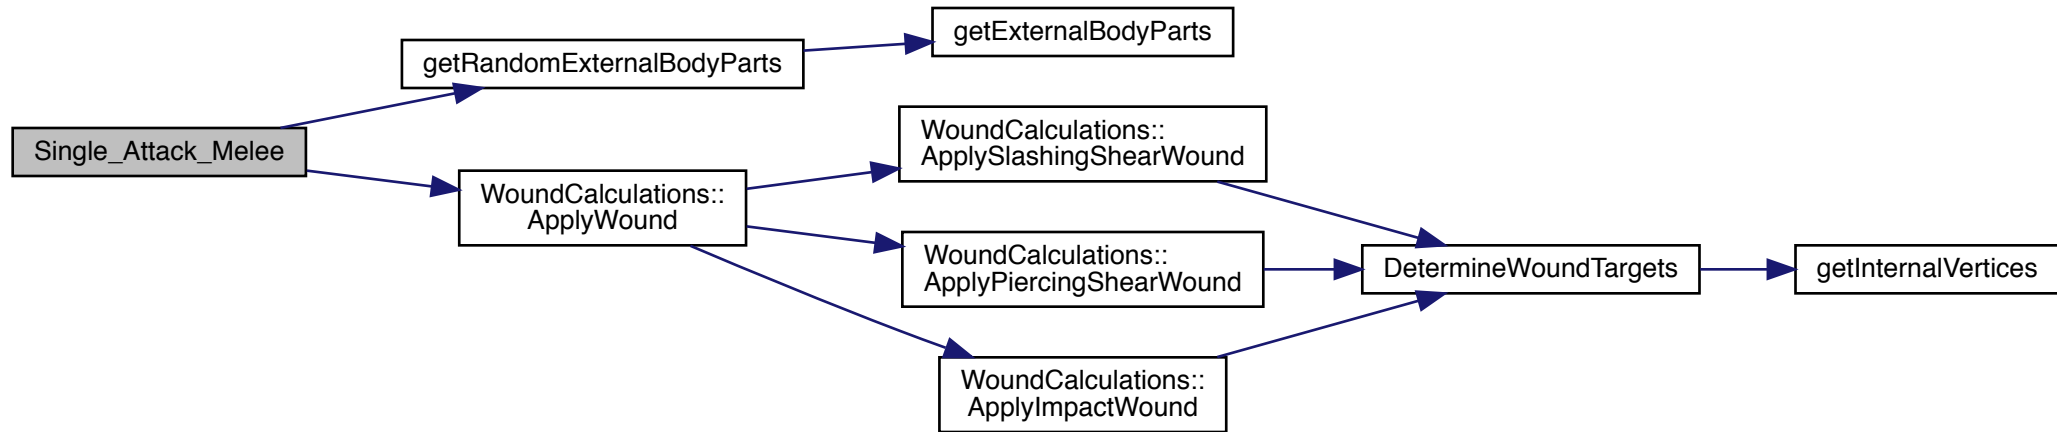 Single_Attack_Melee
getRandomExternalBodyParts
getExternalBodyParts
WoundCalculations::
ApplyWound
WoundCalculations::
ApplySlashingShearWound
WoundCalculations::
ApplyPiercingShearWound
WoundCalculations::
ApplyImpactWound
DetermineWoundTargets
getInternalVertices